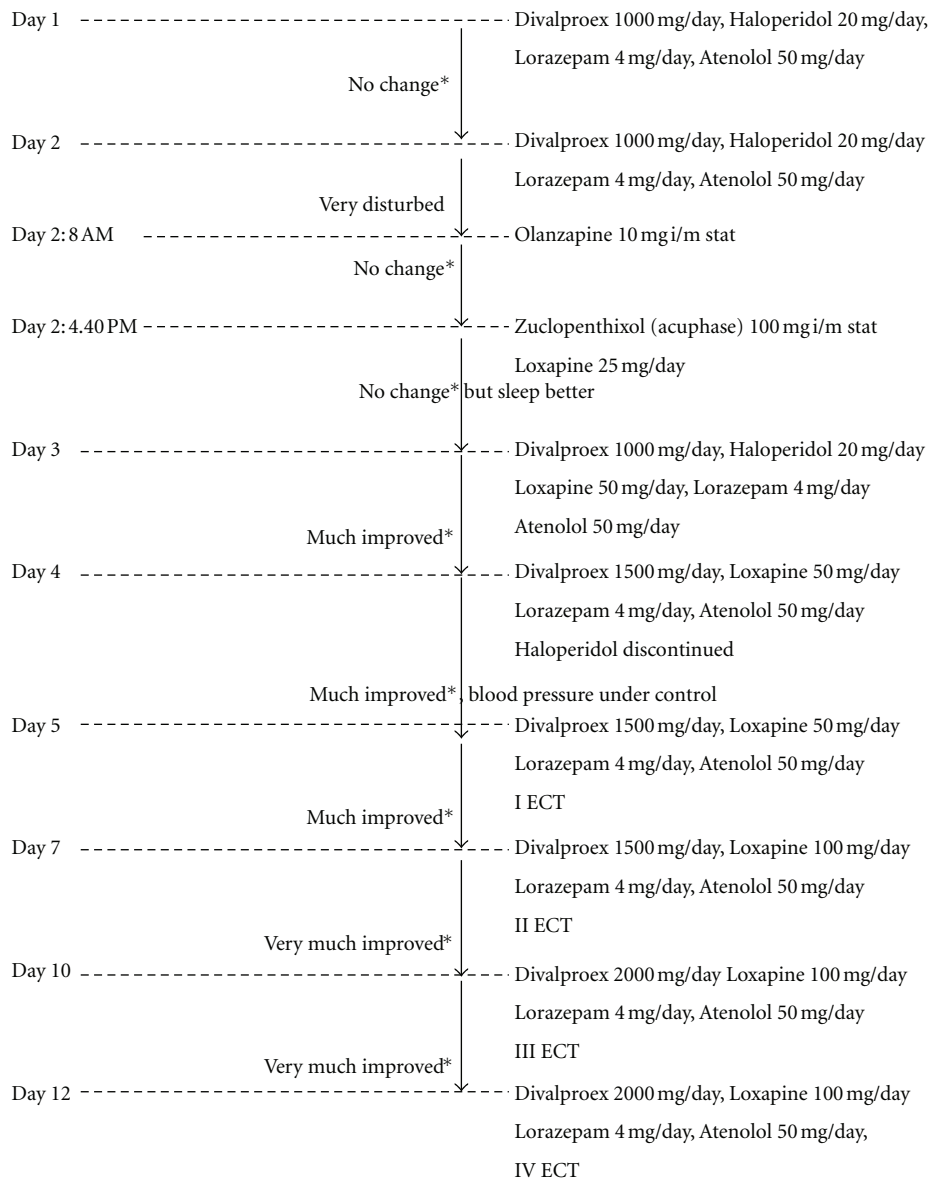 Day 1
Divalproex 1000 mg/day, Haloperidol 20 mg/day,
Lorazepam 4 mg/day, Atenolol 50 mg/day
No change*
Day 2
Divalproex 1000 mg/day, Haloperidol 20 mg/day
Lorazepam 4 mg/day, Atenolol 50 mg/day
Very disturbed
Day 2: 8 AM
Olanzapine 10 mg i/m stat
No change*
Day 2: 4.40 PM
Zuclopenthixol (acuphase) 100 mg i/m stat
Loxapine 25 mg/day
No change* but sleep better
Day 3
Divalproex 1000 mg/day, Haloperidol 20 mg/day
Loxapine 50 mg/day, Lorazepam 4 mg/day
Atenolol 50 mg/day
Much improved*
Day 4
Divalproex 1500 mg/day, Loxapine 50 mg/day
Lorazepam 4 mg/day, Atenolol 50 mg/day
Haloperidol discontinued
Much improved*, blood pressure under control
Day 5
Divalproex 1500 mg/day, Loxapine 50 mg/day
Lorazepam 4 mg/day, Atenolol 50 mg/day
I ECT
Much improved*
Day 7
Divalproex 1500 mg/day, Loxapine 100 mg/day
Lorazepam 4 mg/day, Atenolol 50 mg/day
II ECT
Very much improved*
Day 10
Divalproex 2000 mg/day Loxapine 100 mg/day
Lorazepam 4 mg/day, Atenolol 50 mg/day
III ECT
Very much improved*
Day 12
Divalproex 2000 mg/day, Loxapine 100 mg/day
Lorazepam 4 mg/day, Atenolol 50 mg/day,
IV ECT